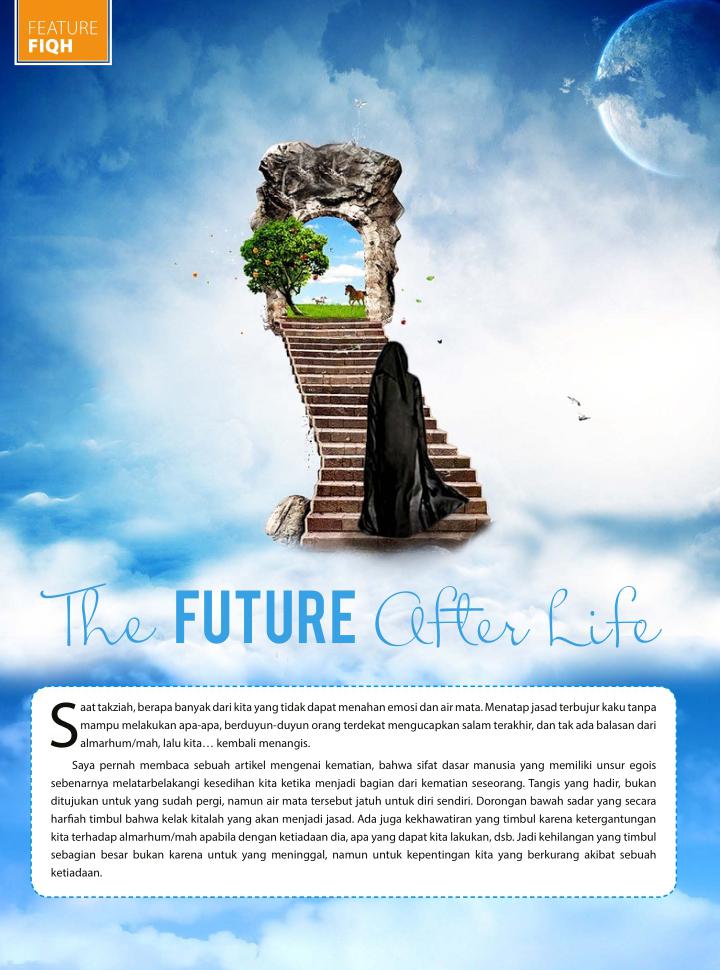 FEATURE
FIQH
The FUTURE After Life
Saat takziah, berapa banyak dari kita yang tidak dapat menahan emosi dan air mata. Menatap jasad terbujur kaku tanpa
mampu melakukan apa-apa, berduyun-duyun orang terdekat mengucapkan salam terakhir, dan tak ada balasan dari
almarhum/mah, lalu kita… kembali menangis.
Saya pernah membaca sebuah artikel mengenai kematian, bahwa sifat dasar manusia yang memiliki unsur egois
sebenarnya melatarbelakangi kesedihan kita ketika menjadi bagian dari kematian seseorang. Tangis yang hadir, bukan
ditujukan untuk yang sudah pergi, namun air mata tersebut jatuh untuk diri sendiri. Dorongan bawah sadar yang secara
harfiah timbul bahwa kelak kitalah yang akan menjadi jasad. Ada juga kekhawatiran yang timbul karena ketergantungan
kita terhadap almarhum/mah apabila dengan ketiadaan dia, apa yang dapat kita lakukan, dsb. Jadi kehilangan yang timbul
sebagian besar bukan karena untuk yang meninggal, namun untuk kepentingan kita yang berkurang akibat sebuah
ketiadaan.